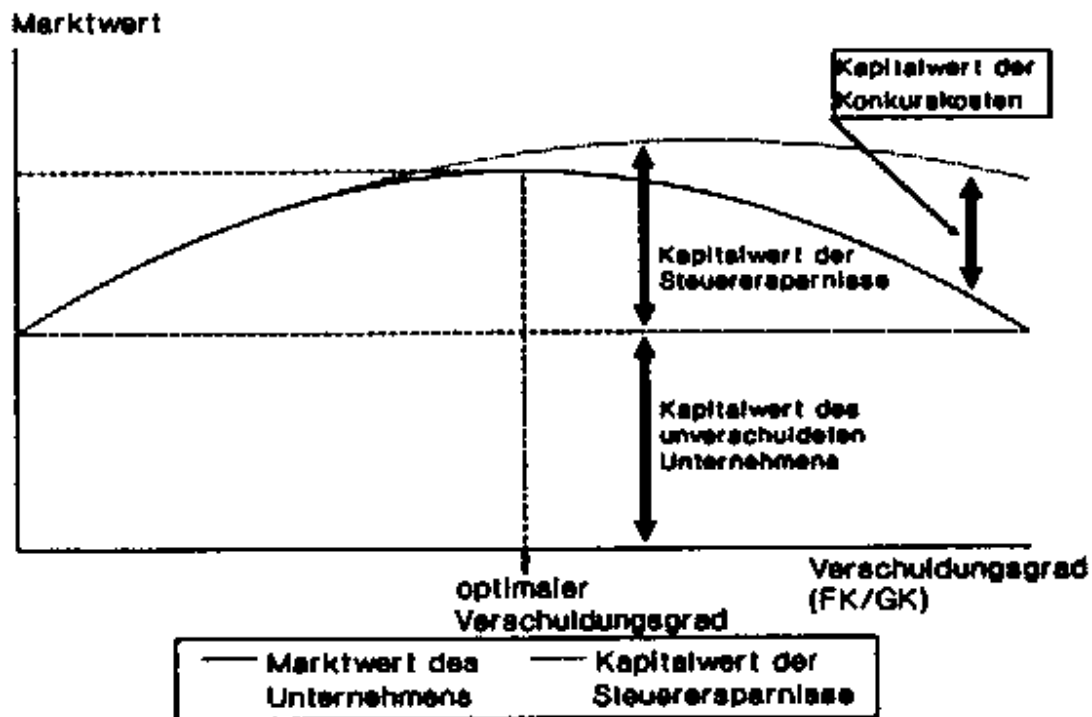 Marktwert
Kapitalwert der
Konkurskosten
Kapitalwert der
Steuerersparnisse
Kapitalwert des
unverschuldeten
Unternehmens
optimaler
Verschuldungsgrad
Verschuldungsgrad
(FK/GK)
Marktwert des
Unternehmens
Kapitalwert der
Steuerersparnisse